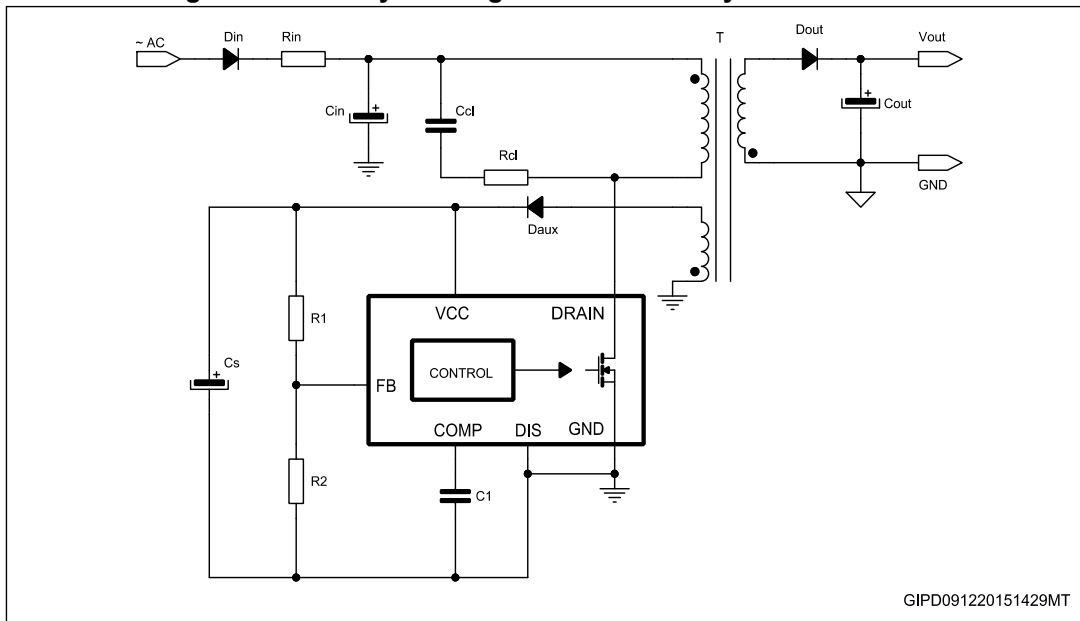 ~ AC
Din
Rin
T
Dout
Vout
Cin
+
Ccl
+
Cout
Rcl
GND
Daux
VCC
DRAIN
R1
Cs
+
CONTROL
FB
COMP
DIS
GND
R2
C1
GIPD091220151429MT